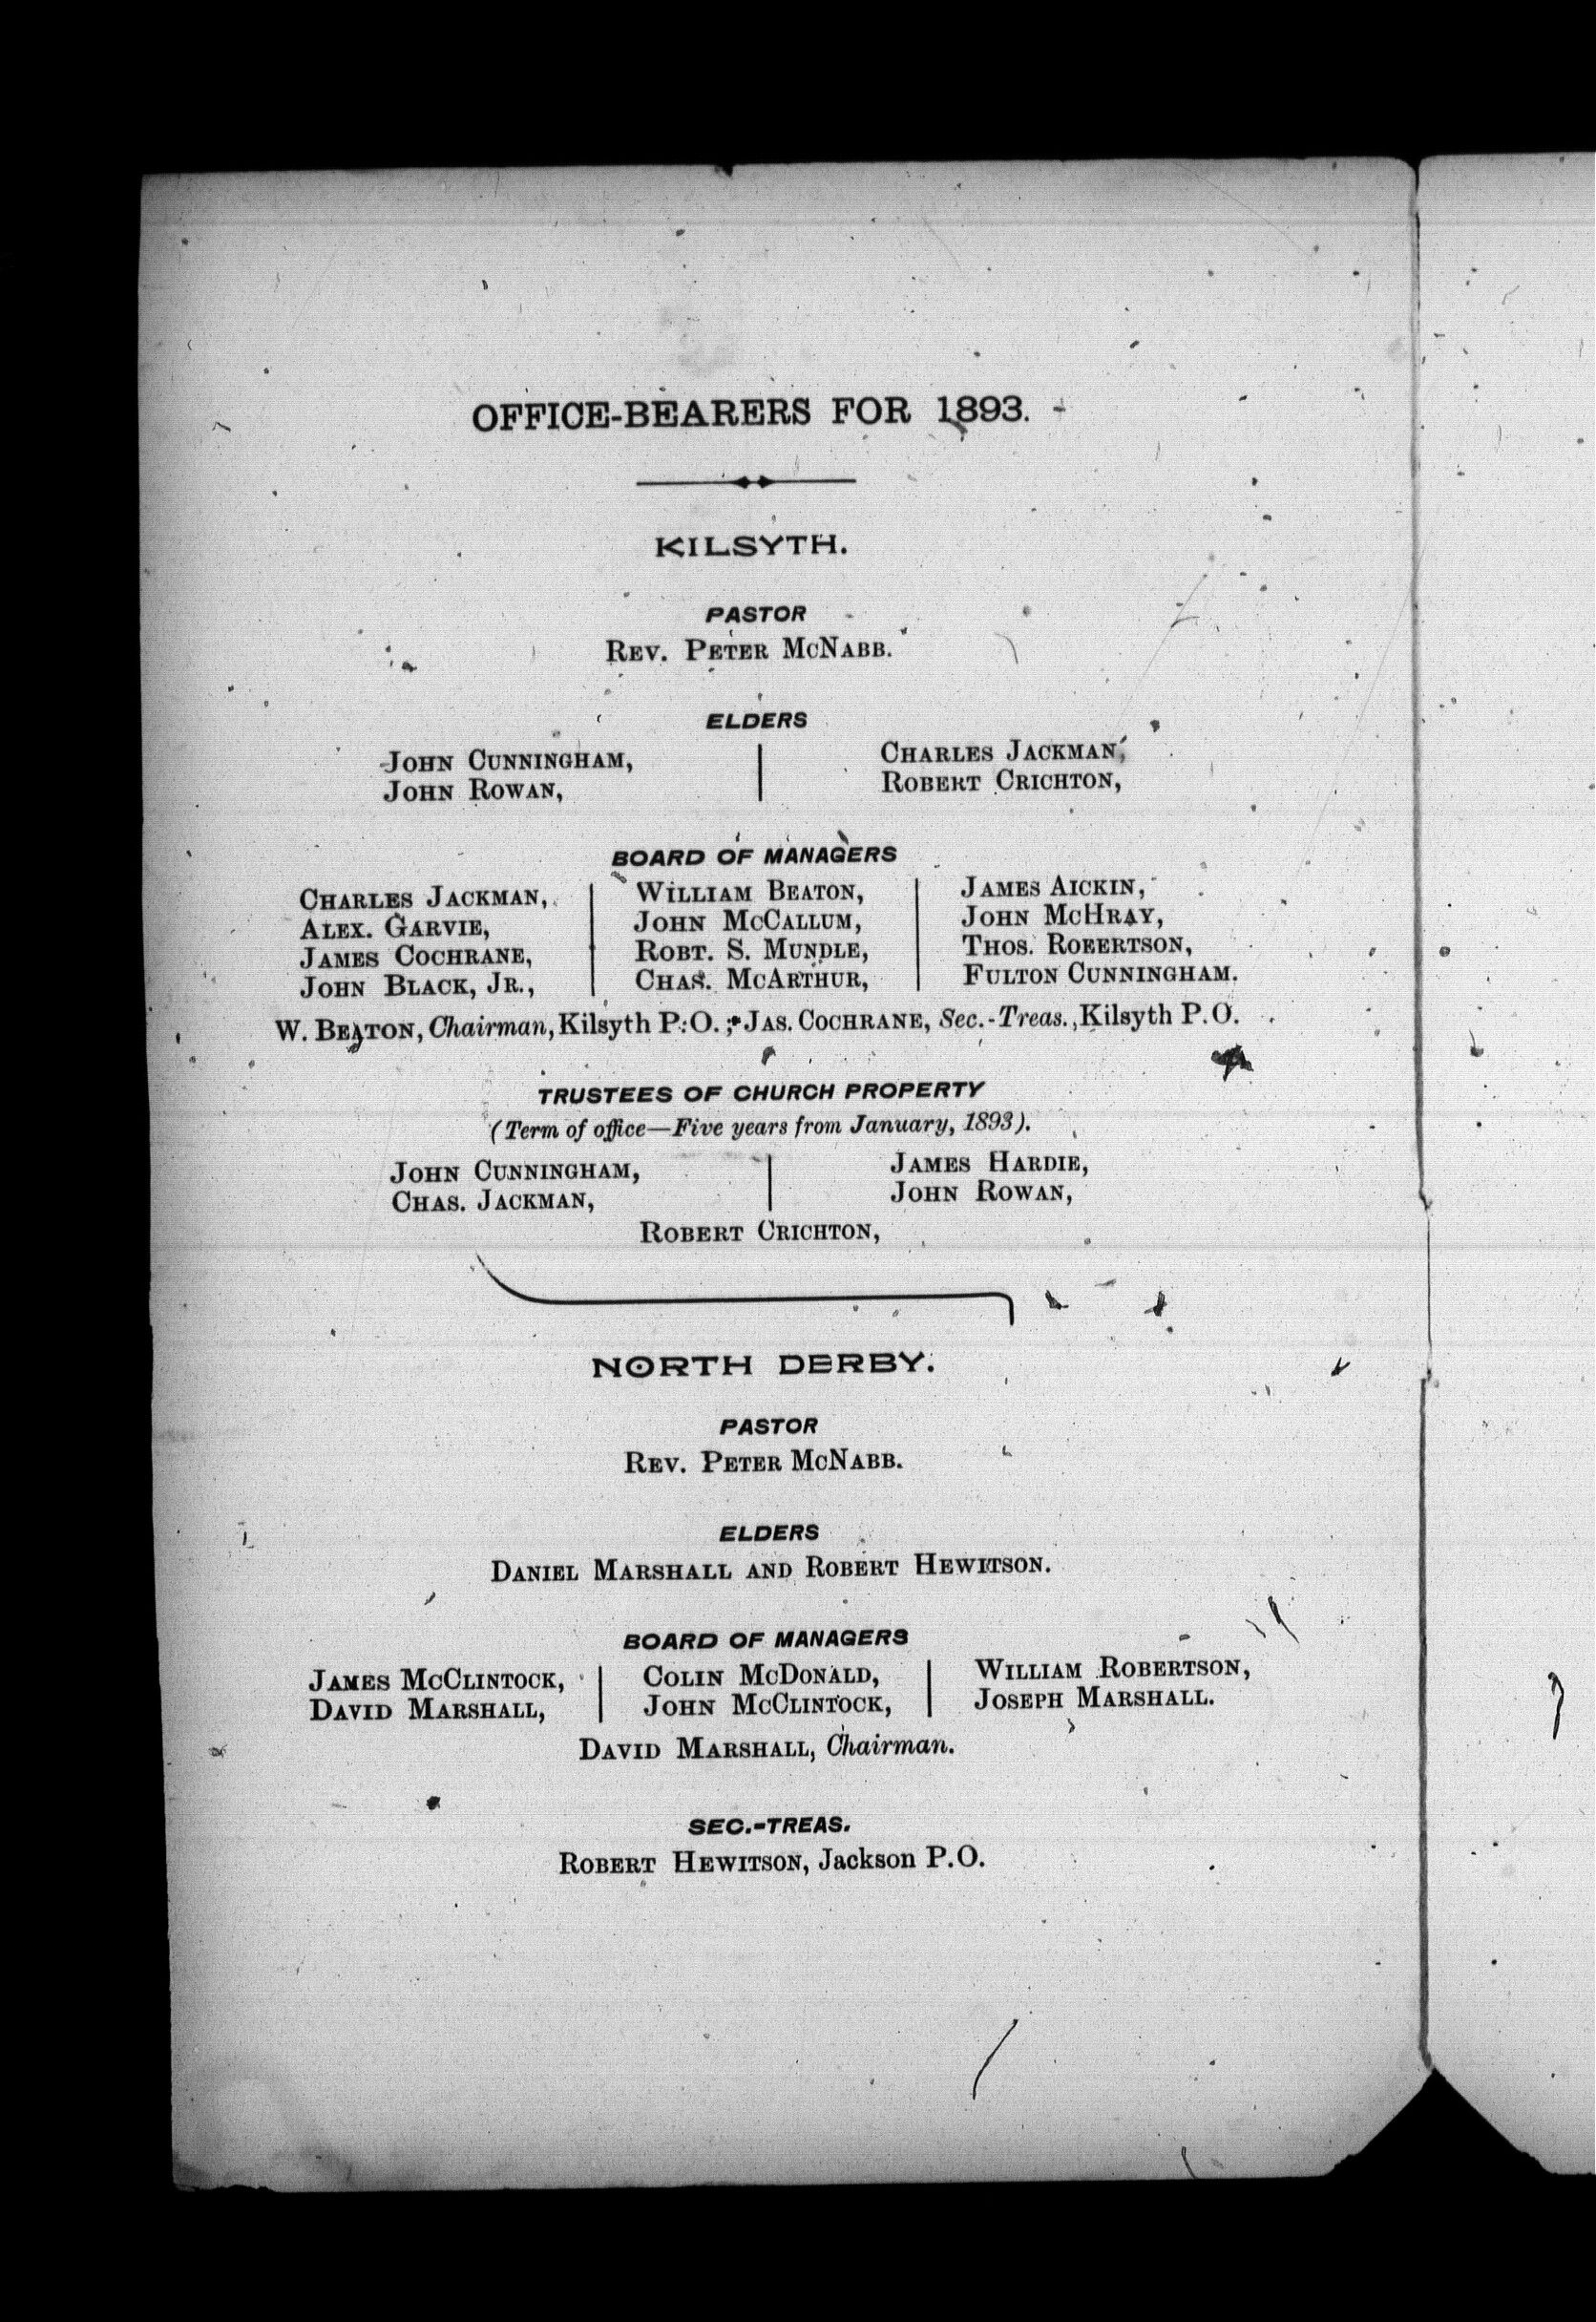 OFFICE-BEARERS FOR 1893.
KILSYTH.
PASTOR
REV. PETER MCNABB.
ELDERS
JOHN CUNNINGHAM, CHARLES JACKMAN,
JOHN ROWAN, ROBERT CRICHTON,
BOARD OF MANAGERS
CHARLES JACKMAN, WILLIAM BEATON, JAMES AICKIN,
ALEX. GARVIE, JOHN MCCALLUM, JOHN MCHRAY,
JAMES COCHRANE, ROBT. S. MUNDLE, THOS. ROBERTSON,
JOHN BLACK, JR., CHAS. MCARTHUR, FULTON CUNNINGHAM.
W. BEATON, Chairman, Kilsyth P.O.; JAS. COCHRANE, Sec.-Treas., Kilsyth P.O.
TRUSTEES OF CHURCH PROPERTY
(Term of office—Five years from January, 1893).
JOHN CUNNINGHAM, JAMES HARDIE,
CHAS. JACKMAN, JOHN ROWAN,
ROBERT CRICHTON,
NORTH DERBY.
PASTOR
REV. PETER MCNABB.
ELDERS
DANIEL MARSHALL AND ROBERT HEWITSON.
BOARD OF MANAGERS
JAMES MCCLINTOCK, COLIN MCDONALD, WILLIAM ROBERTSON,
DAVID MARSHALL, JOHN MCCLINTOCK, JOSEPH MARSHALL.
DAVID MARSHALL, Chairman.
SEC.-TREAS.
ROBERT HEWITSON, Jackson P.O.